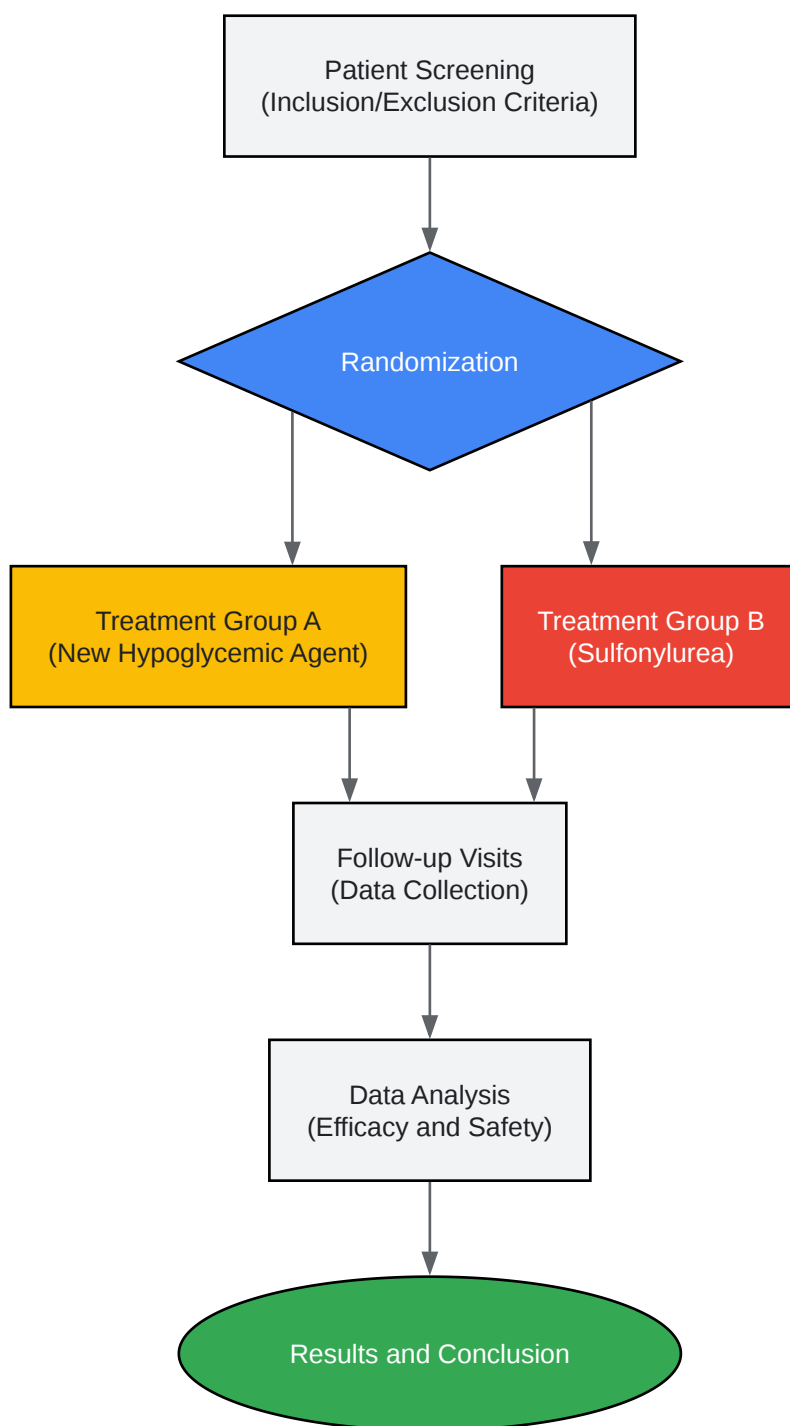 Patient Screening
(Inclusion/Exclusion Criteria)
Randomization
Treatment Group A
(New Hypoglycemic Agent)
Treatment Group B
(Sulfonylurea)
Follow-up Visits
(Data Collection)
Data Analysis
(Efficacy and Safety)
Results and Conclusion